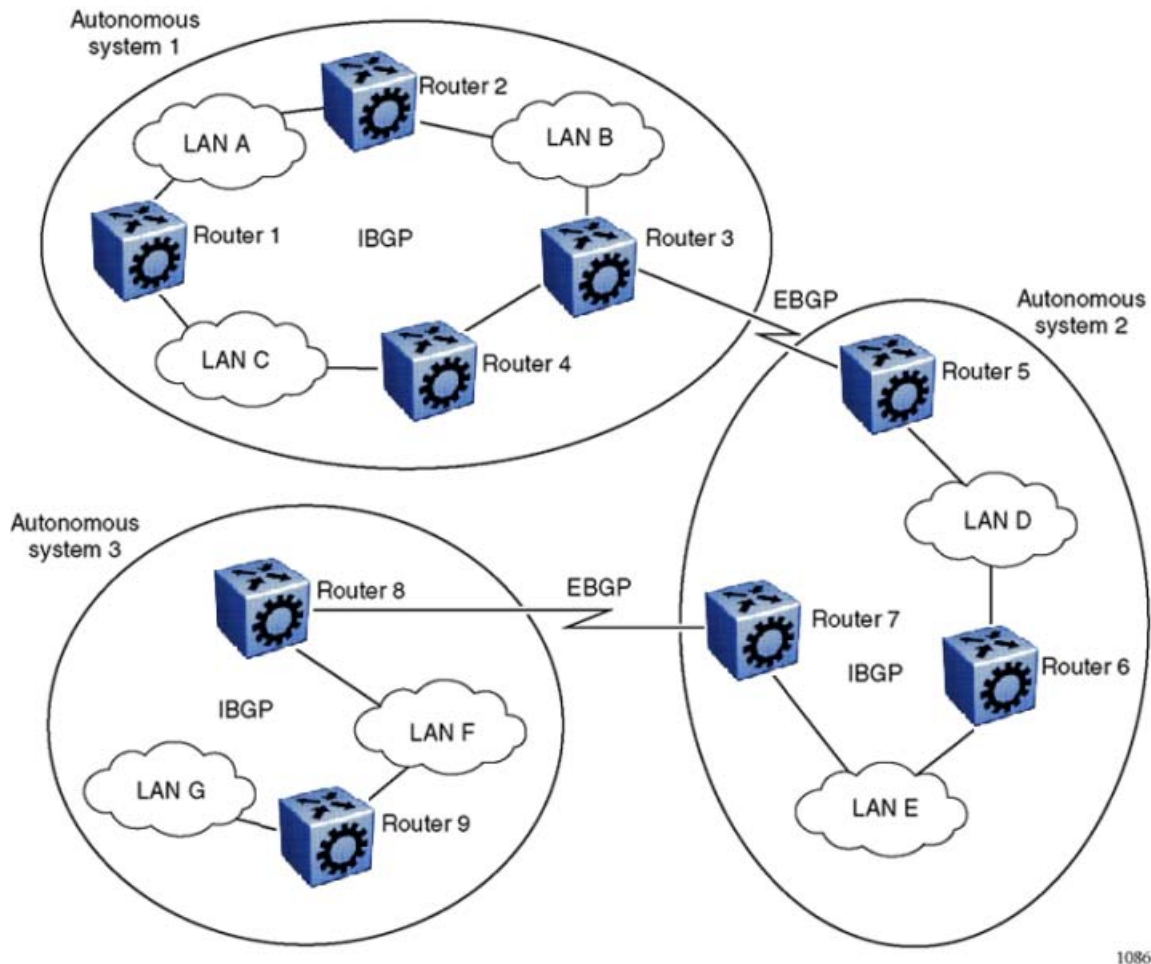 Autonomous
system 1
Router 2
LAN A
LAN B
Router 1
IBGP
Router 3
LAN C
Router 4
EBGP
Autonomous
system 2
Router 5
LAN D
Autonomous
system 3
Router 8
EBGP
Router 7
IBGP
Router 6
IBGP
LAN F
LAN G
Router 9
LAN E
1086